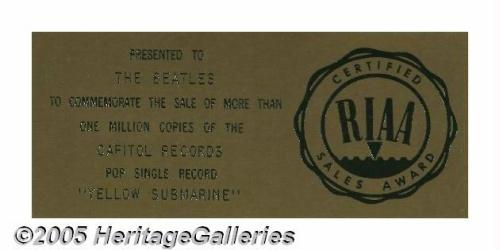 PRESENTED TO
THE BEATLES
TO COMMEMORATE THE SALE OF MORE THAN
ONE MILLION COPIES OF THE
CAPITOL RECORDS
POP SINGLE RECORD
"YELLOW SUBMARINE"
CERTIFIED
RIAA
SALES AWARD
©2005 HeritageGalleries